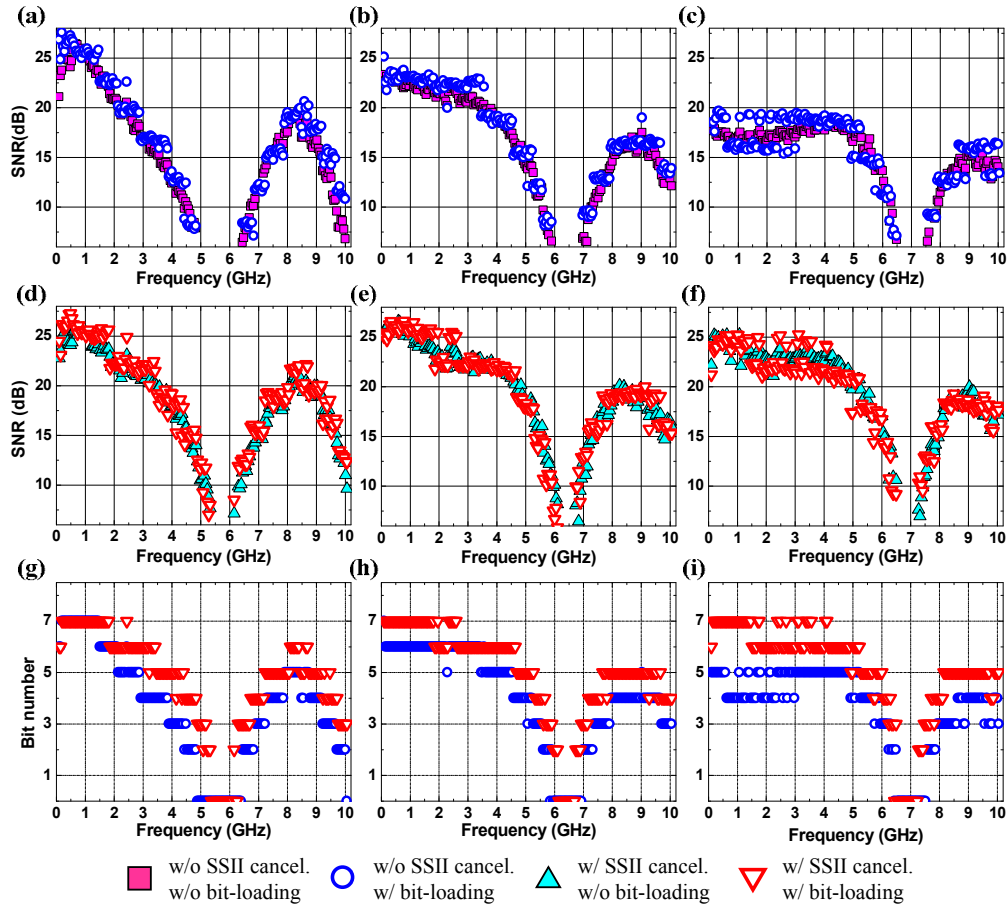 (a)
(b)
(c)
SNR(dB)
25
20
15
10
25
20
15
10
25
20
15
10
0 1 2 3 4 5 6 7 8 9 10
0 1 2 3 4 5 6 7 8 9 10
0 1 2 3 4 5 6 7 8 9 10
Frequency (GHz)
Frequency (GHz)
Frequency (GHz)
(d)
(e)
(f)
SNR(dB)
25
20
15
10
25
20
15
10
25
20
15
10
0 1 2 3 4 5 6 7 8 9 10
0 1 2 3 4 5 6 7 8 9 10
0 1 2 3 4 5 6 7 8 9 10
Frequency (GHz)
Frequency (GHz)
Frequency (GHz)
(g)
(h)
(i)
Bit number
7
5
3
1
7
5
3
1
7
5
3
1
0 1 2 3 4 5 6 7 8 9 10
0 1 2 3 4 5 6 7 8 9 10
0 1 2 3 4 5 6 7 8 9 10
Frequency (GHz)
Frequency (GHz)
Frequency (GHz)
w/o SSII cancel.
w/o bit-loading
w/o SSII cancel.
w/ bit-loading
w/ SSII cancel.
w/o bit-loading
w/ SSII cancel.
w/ bit-loading